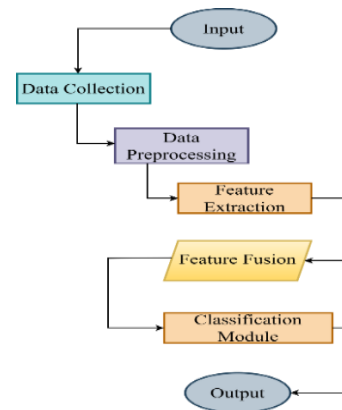 Input
Data Collection
Data
Preprocessing
Feature
Extraction
Feature Fusion
Classification
Module
Output